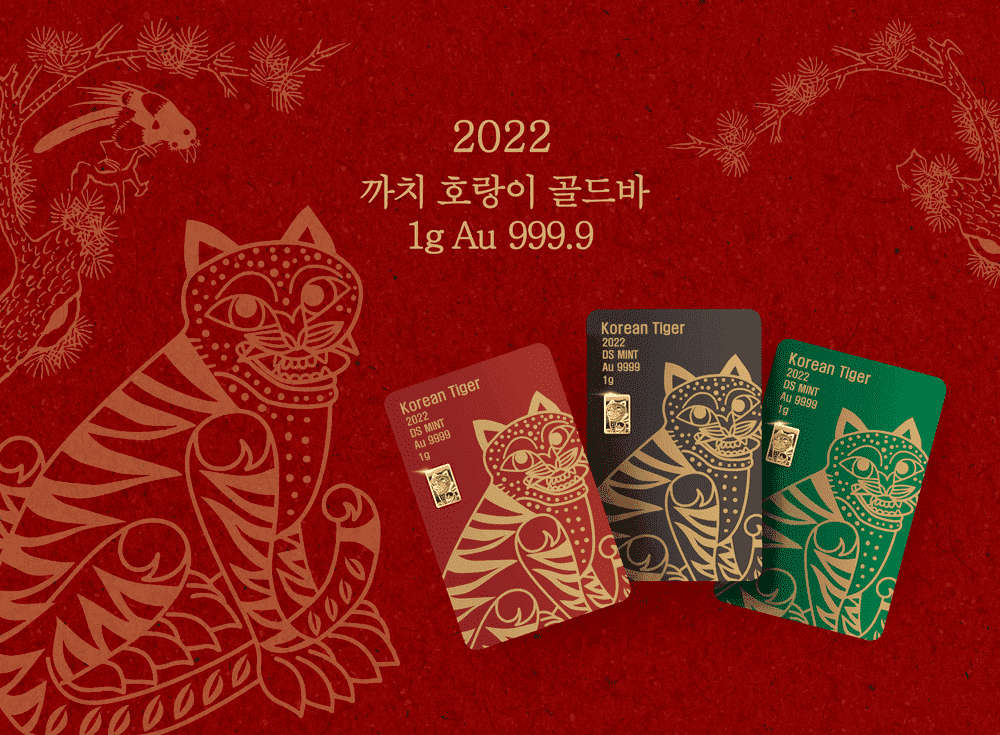 2022
까치 호랑이 골드바
1g Au 999.9
Korean Tiger
2022
DS MINT
Au 9999
1g
Korean Tiger
2022
DS MINT
Au 9999
1g
Korean Tiger
2022
DS MINT
Au 9999
1g